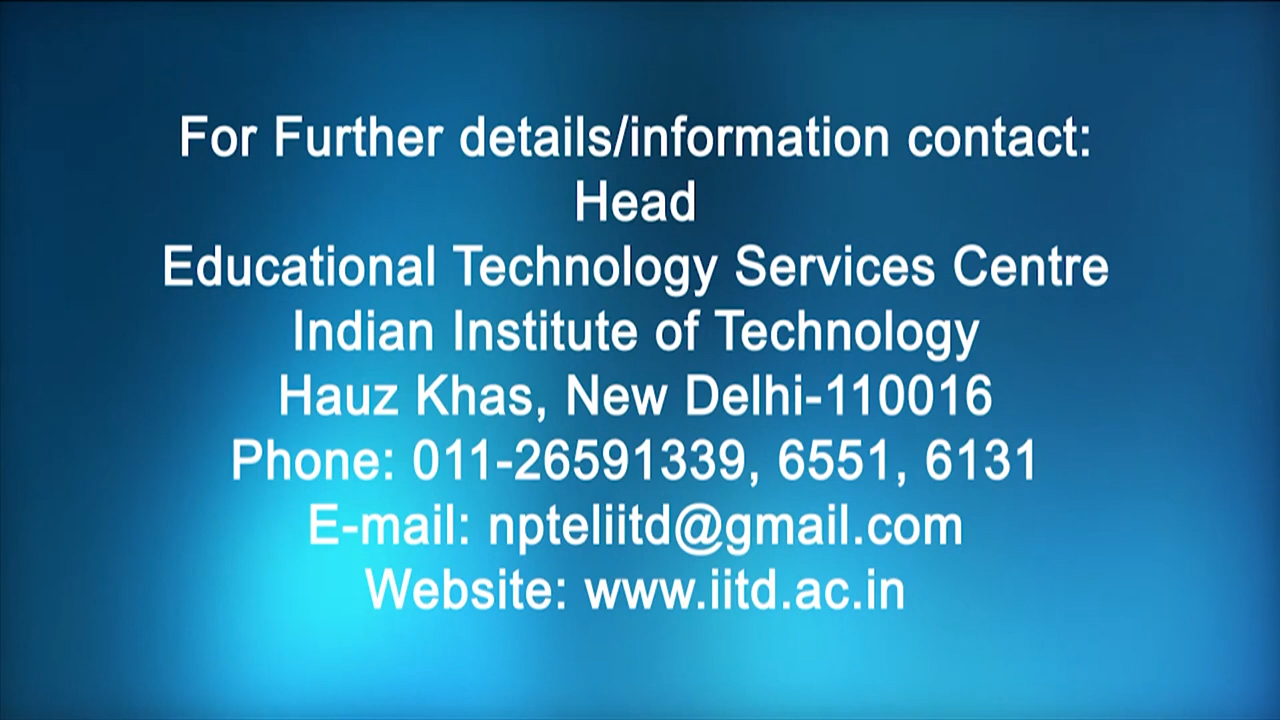 For Further details/information contact:
Head
Educational Technology Services Centre
Indian Institute of Technology
Hauz Khas, New Delhi-110016
Phone: 011-26591339, 6551, 6131
E-mail: npteliitd@gmail.com
Website: www.iitd.ac.in